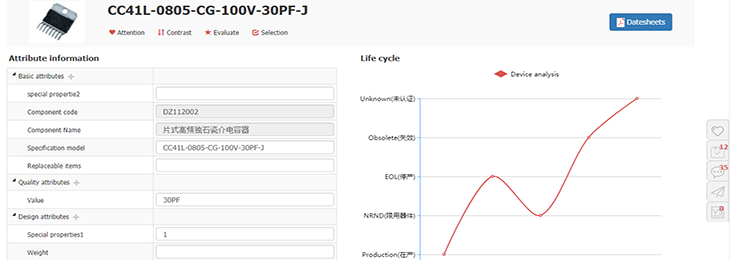 CC41L-0805-CG-100V-30PF-J
Attention Contrast Evaluate Selection
Datesheets
Attribute information
Basic attributes
special propertie2
Component code DZ112002
Component Name 片式高频独石瓷介电容器
Specification model CC41L-0805-CG-100V-30PF-J
Replaceable items
Quality attributes
Value 30PF
Design attributes
Special properties1 1
Weight
Life cycle
Device analysis
Unknown(未认证)
Obsolete(失效)
EOL(停产)
NRND(限用器件)
Production(在产)
12
35